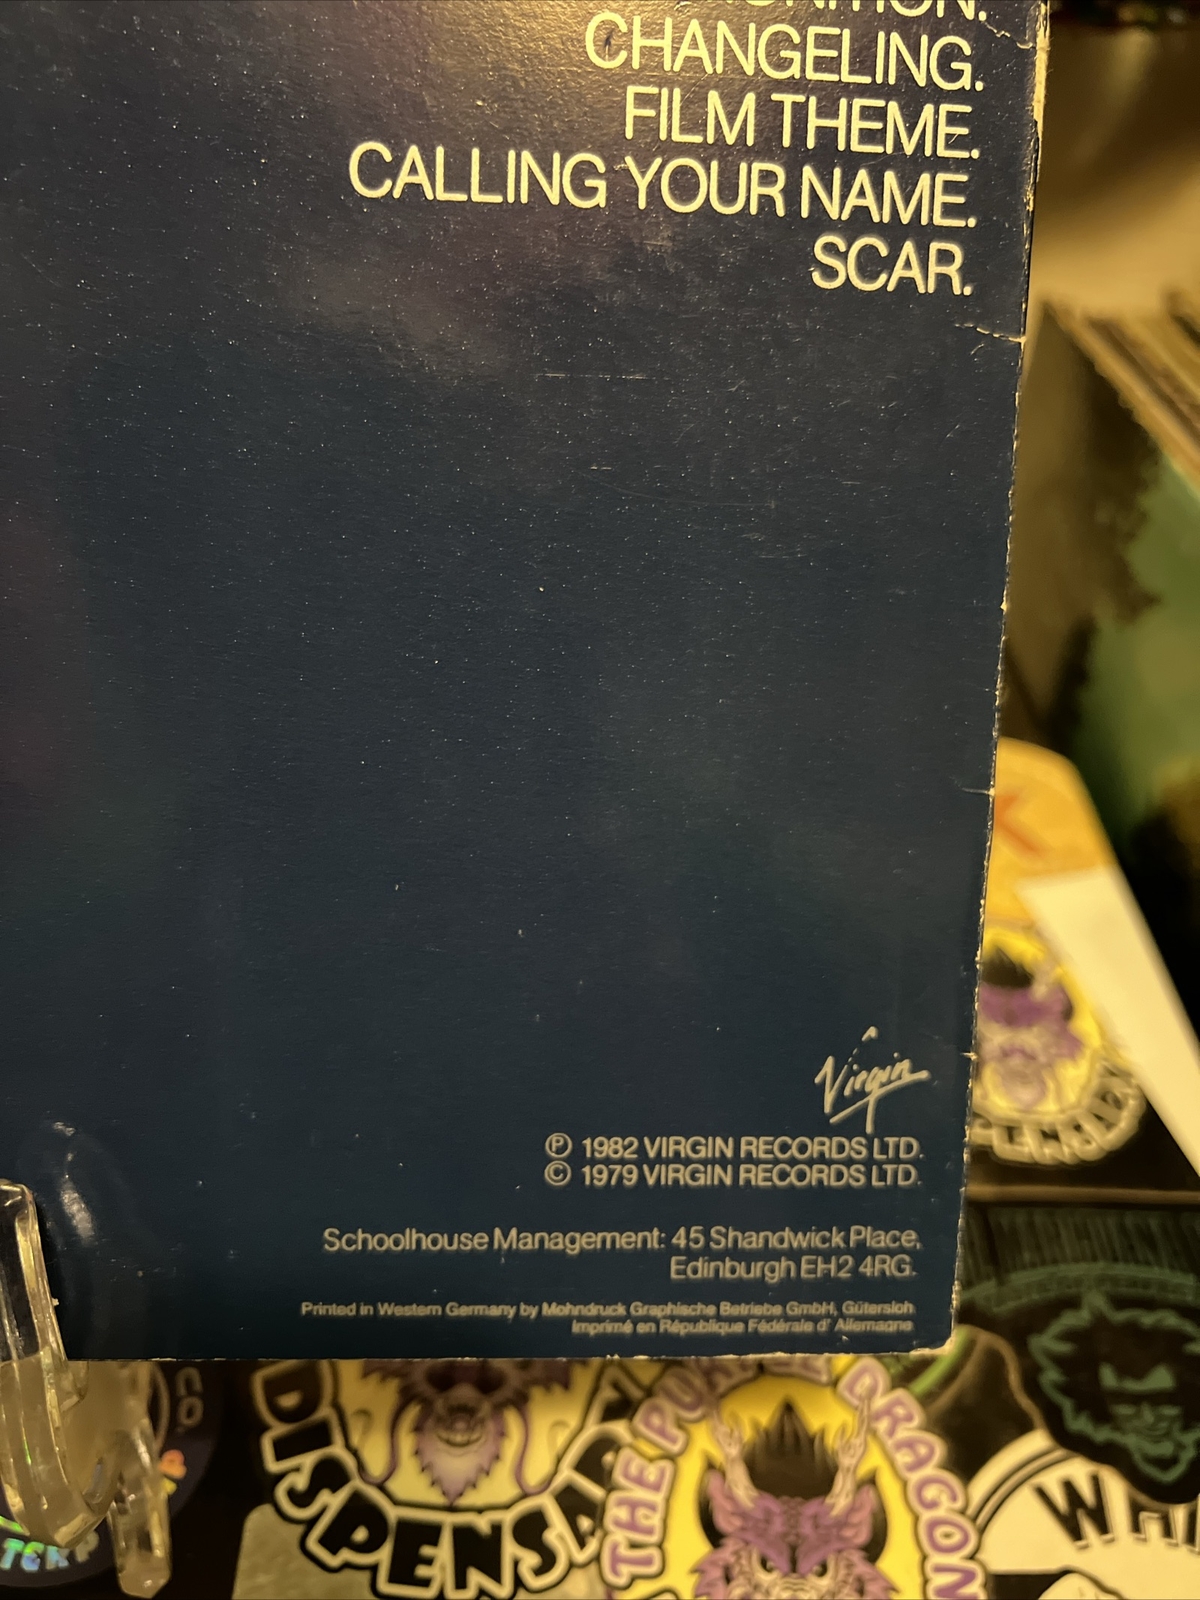 CHANGELING.
FILM THEME.
CALLING YOUR NAME.
SCAR.
Virgin
℗ 1982 VIRGIN RECORDS LTD.
© 1979 VIRGIN RECORDS LTD.
Schoolhouse Management: 45 Shandwick Place,
Edinburgh EH2 4RG.
Printed in Western Germany by Mohndruck Graphische Betriebe GmbH, Gütersloh
Imprimé en République Fédérale d' Allemagne
DISPENSARY
THE PURPLE DRAGON